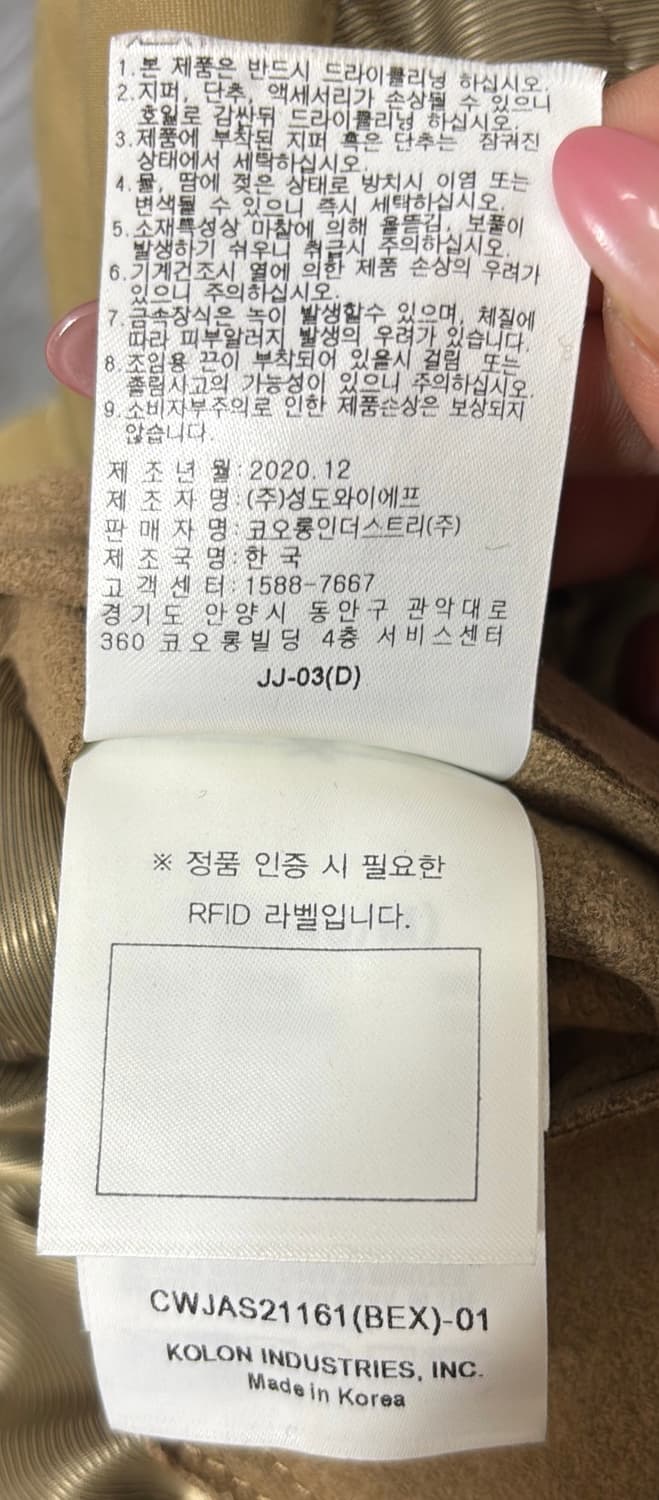 1.본 제품은 반드시 드라이클리닝 하십시오.
2.지퍼, 단추, 액세서리가 손상될 수 있으니
호일로 감싼뒤 드라이클리닝 하십시오.
3.제품에 부착된 지퍼 혹은 단추는 잠궈진
상태에서 세탁하십시오.
4.물, 땀에 젖은 상태로 방치시 이염 또는
변색될 수 있으니 즉시 세탁하십시오.
5.소재특성상 마찰에 의해 올뜯김, 보풀이
발생하기 쉬우니 취급시 주의하십시오.
6.기계건조시 열에 의한 제품 손상의 우려가
있으니 주의하십시오.
7.금속장식은 녹이 발생할수 있으며, 체질에
따라 피부알러지 발생의 우려가 있습니다.
8.조임용 끈이 부착되어 있을시 걸림 또는
졸림사고의 가능성이 있으니 주의하십시오.
9.소비자부주의로 인한 제품손상은 보상되지
않습니다.
제 조 년 월:2020.12
제 조 자 명:(주)성도와이에프
판 매 자 명:코오롱인더스트리(주)
제 조 국 명:한 국
고 객 센 터:1588-7667
경기도 안양시 동안구 관악대로
360 코오롱빌딩 4층 서비스센터
JJ-03(D)
※ 정품 인증 시 필요한
RFID 라벨입니다.
CWJAS21161(BEX)-01
KOLON INDUSTRIES, INC.
Made in Korea